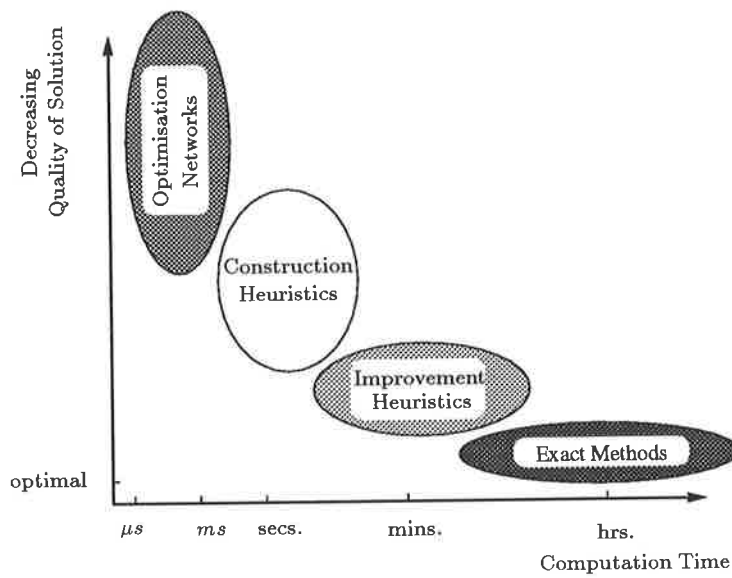 Decreasing
Quality of Solution
Optimisation
Networks
Construction
Heuristics
Improvement
Heuristics
Exact Methods
optimal
μs
ms
secs.
mins.
hrs.
Computation Time